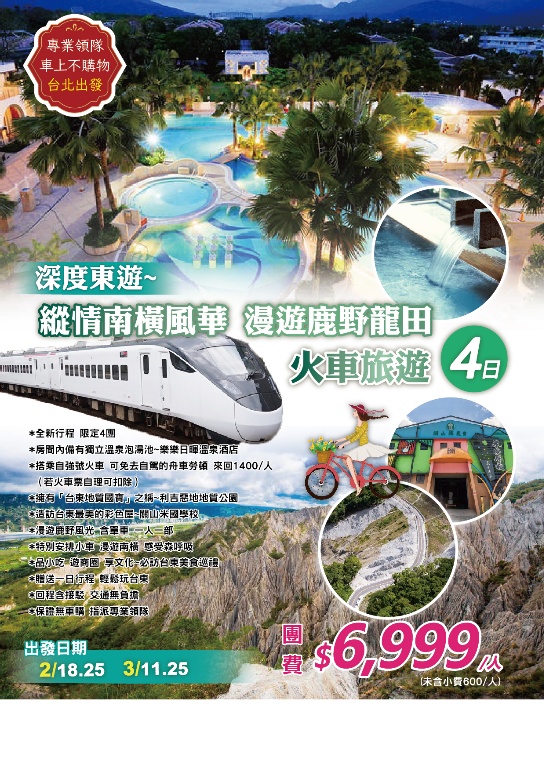 專業領隊
車上不購物
台北出發
深度東遊~
縱情南橫風華 漫遊鹿野龍田
火車旅遊 4日
*全新行程 限定4團
*房間內備有獨立溫泉泡湯池~樂樂日暉溫泉酒店
*搭乘自強號火車 可免去自駕的舟車勞頓 來回1400/人
(若火車票自理可扣除)
*擁有「台東地質國寶」之稱~利吉惡地地質公園
*造訪台東最美的彩色屋~關山米國學校
*漫遊鹿野風光 含單車 一人一部
*特別安排小車 漫遊南橫 感受森呼吸
*品小吃 遊商圈 享文化~必訪台東美食巡禮
*贈送一日行程 輕鬆玩台東
*回程含接駁 交通無負擔
*保證無車購 指派專業領隊
出發日期
2/18.25 3/11.25
團費 $6,999/人
(未含小費600/人)